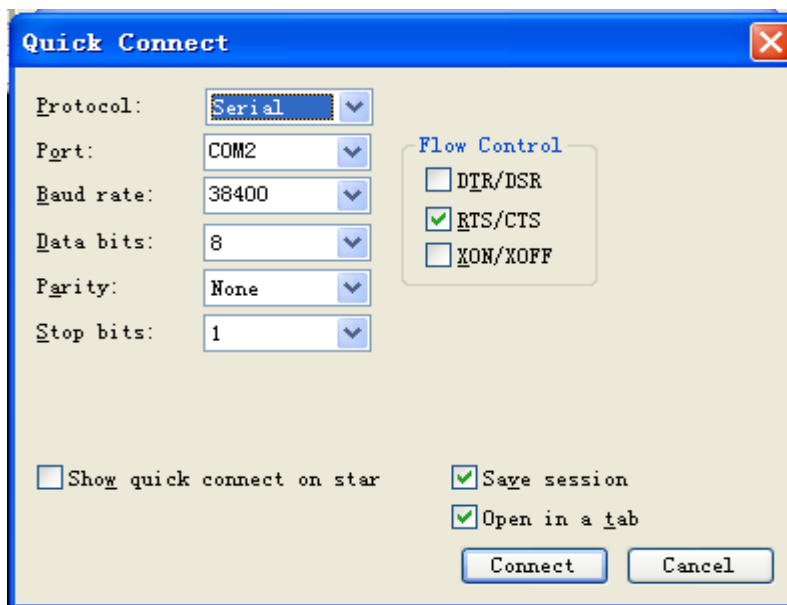 Quick Connect
Protocol: Serial
Port: COM2
Baud rate: 38400
Data bits: 8
Parity: None
Stop bits: 1
Flow Control
DTR/DSR
RTS/CTS
XON/XOFF
Show quick connect on star
Save session
Open in a tab
Connect Cancel